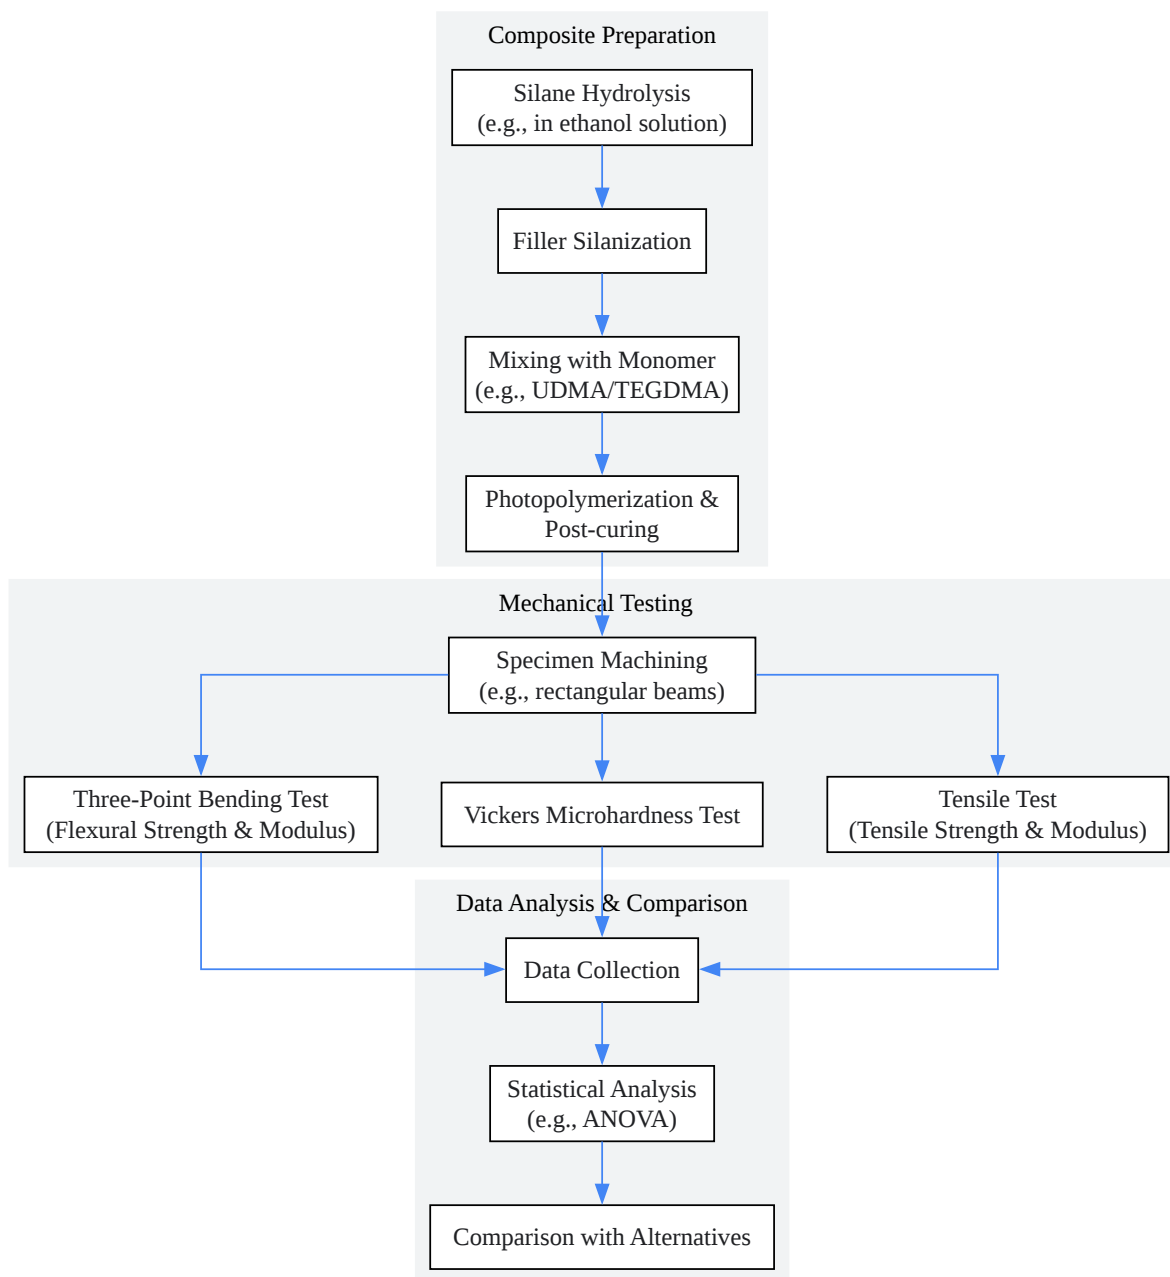 Composite Preparation
Silane Hydrolysis
(e.g., in ethanol solution)
Filler Silanization
Mixing with Monomer
(e.g., UDMA/TEGDMA)
Photopolymerization &
Post-curing
Mechanical Testing
Specimen Machining
(e.g., rectangular beams)
Three-Point Bending Test
(Flexural Strength & Modulus)
Vickers Microhardness Test
Tensile Test
(Tensile Strength & Modulus)
Data Analysis & Comparison
Data Collection
Statistical Analysis
(e.g., ANOVA)
Comparison with Alternatives